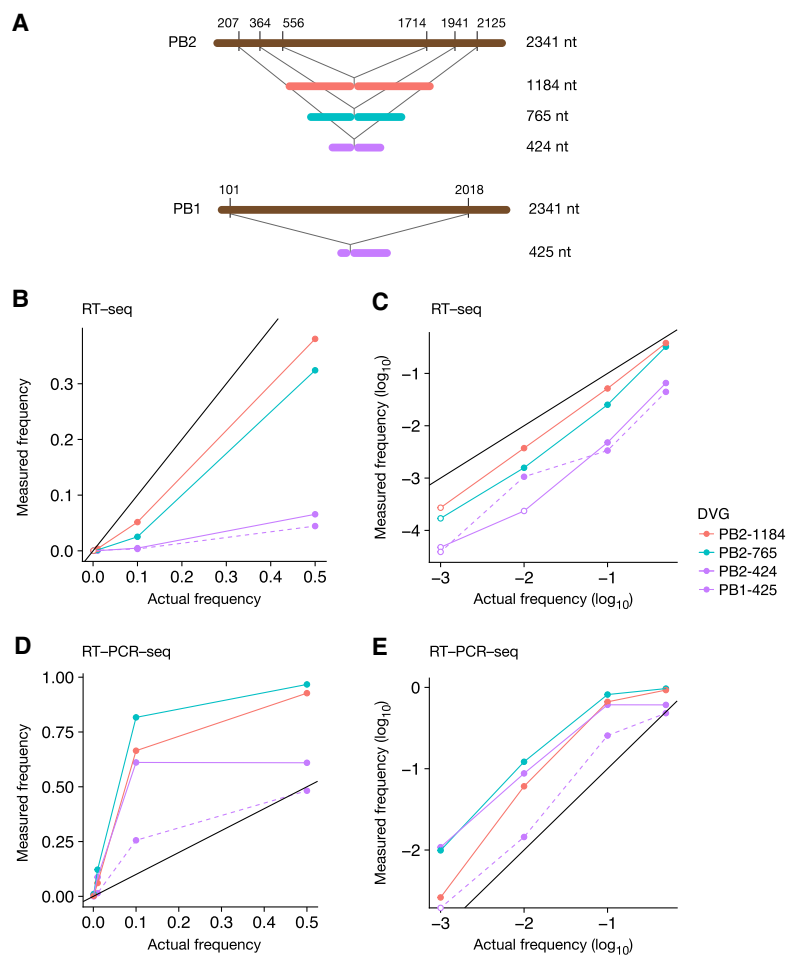 A
207 364 556 1714 1941 2125
PB2 2341 nt
1184 nt
765 nt
424 nt
101 2018
PB1 2341 nt
425 nt
B
RT–seq
Measured frequency
0.3
0.2
0.1
0.0
0.0 0.1 0.2 0.3 0.4 0.5
Actual frequency
C
RT–seq
Measured frequency (log10)
−1
−2
−3
−4
−3 −2 −1
Actual frequency (log10)
DVG
PB2-1184
PB2-765
PB2-424
PB1-425
D
RT–PCR–seq
Measured frequency
1.00
0.75
0.50
0.25
0.00
0.0 0.1 0.2 0.3 0.4 0.5
Actual frequency
E
RT–PCR–seq
Measured frequency (log10)
0
−1
−2
−3 −2 −1
Actual frequency (log10)